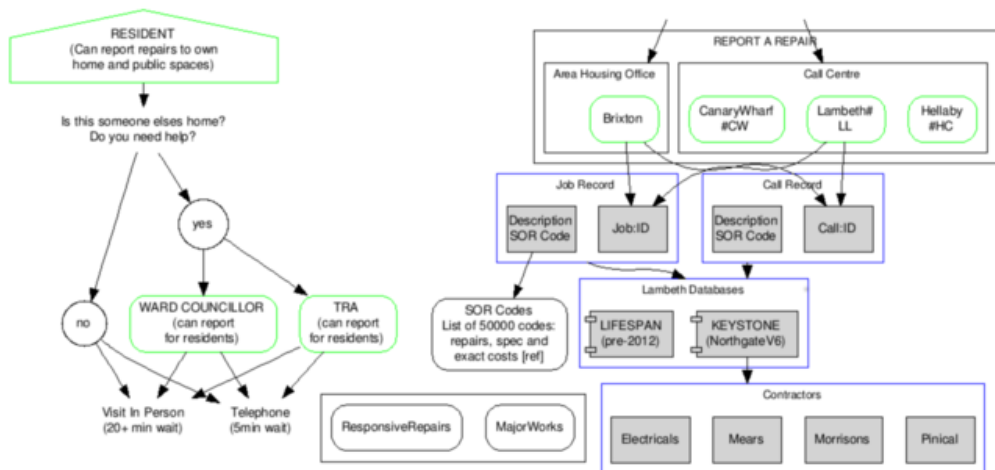 RESIDENT
(Can report repairs to own
home and public spaces)
Is this someone elses home?
Do you need help?
yes
no
WARD COUNCILLOR
(can report
for residents)
TRA
(can report
for residents)
Visit In Person
(20+ min wait)
Telephone
(5min wait)
REPORT A REPAIR
Area Housing Office
Brixton
Call Centre
CanaryWharf
#CW
Lambeth#
LL
Hellaby
#HC
Job Record
Description
SOR Code
Job:ID
Call Record
Description
SOR Code
Call:ID
SOR Codes
List of 50000 codes:
repairs, spec and
exact costs [ref]
Lambeth Databases
LIFESPAN
(pre-2012)
KEYSTONE
(NorthgateV6)
ResponsiveRepairs
MajorWorks
Contractors
Electricals
Mears
Morrisons
Pinical